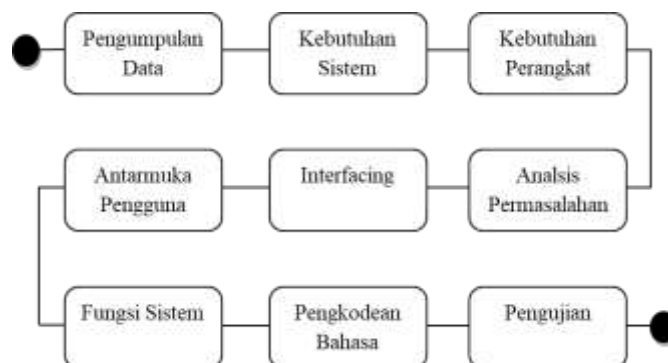 Pengumpulan
Data
Kebutuhan
Sistem
Kebutuhan
Perangkat
Antarmuka
Pengguna
Interfacing
Analsis
Permasalahan
Fungsi Sistem
Pengkodean
Bahasa
Pengujian